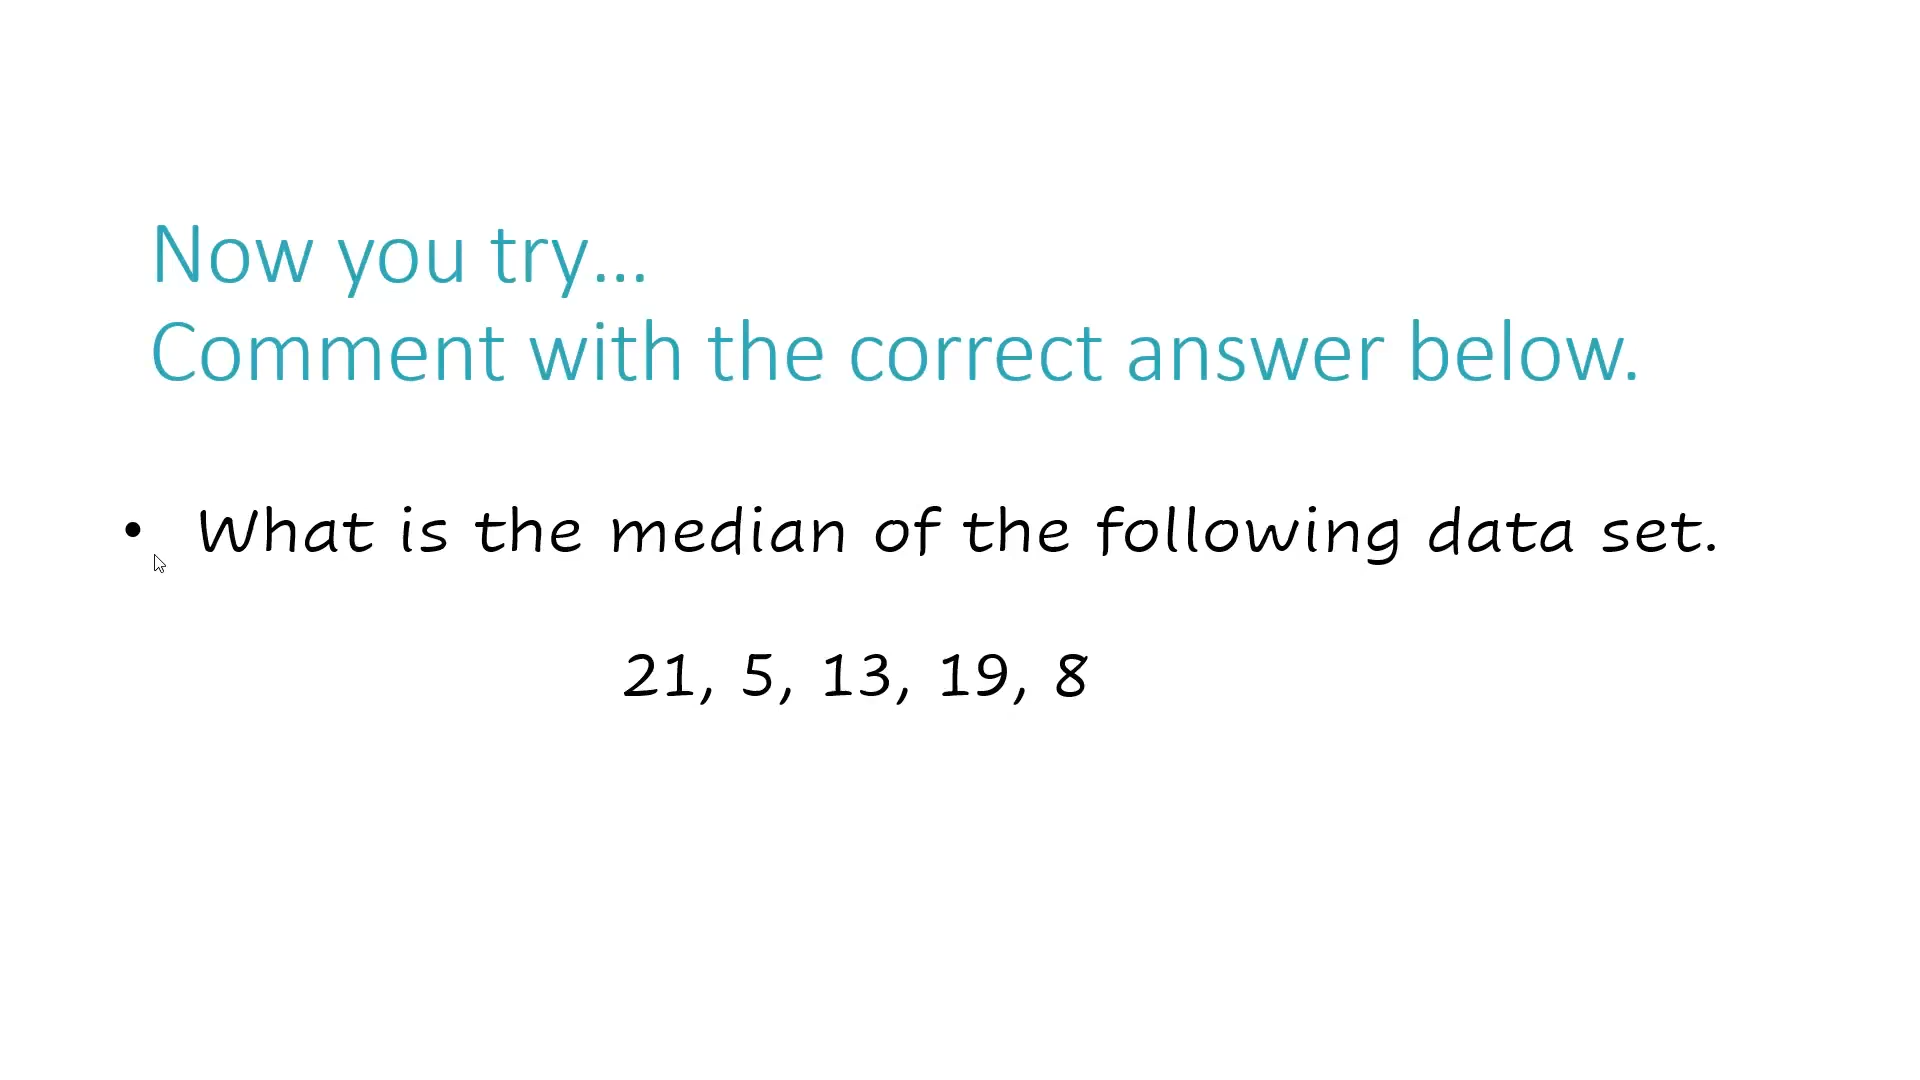 Now you try...
Comment with the correct answer below.
• What is the median of the following data set.
21, 5, 13, 19, 8